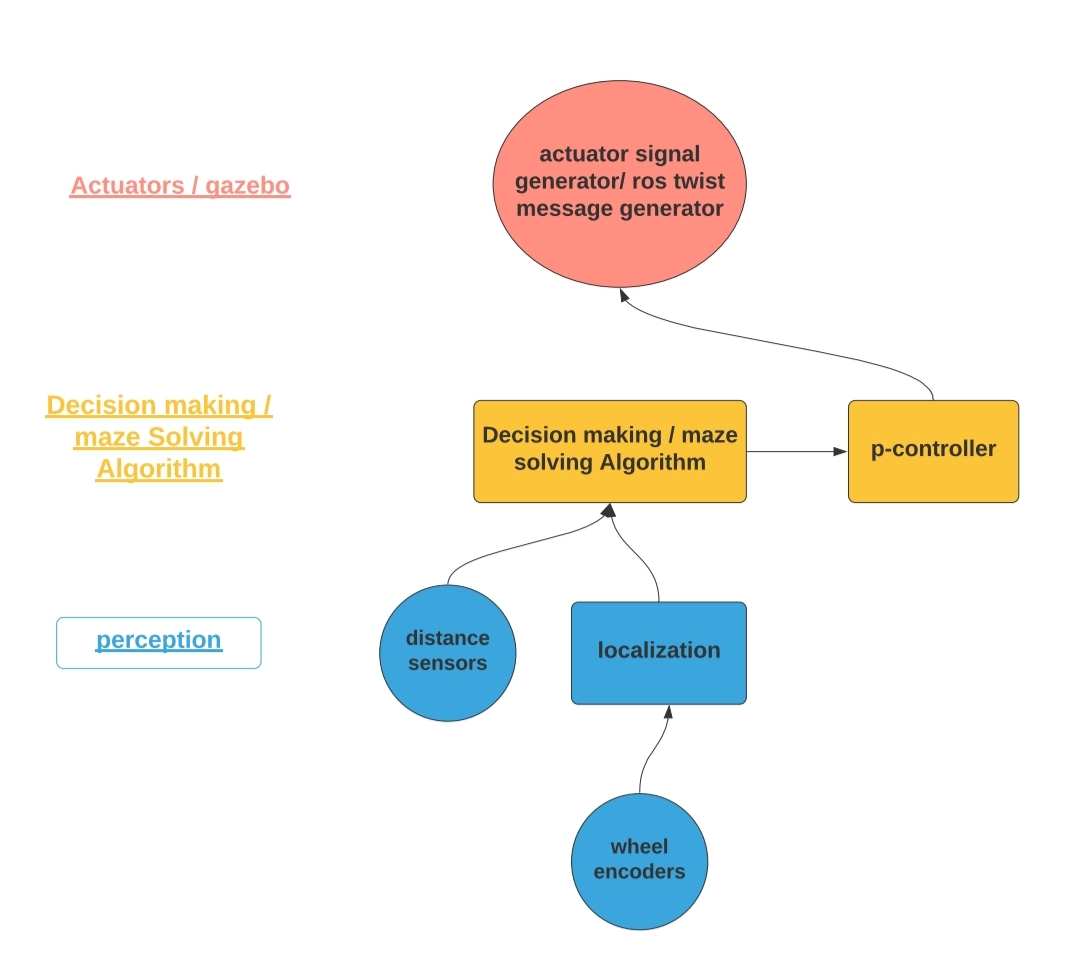 actuator signal
generator/ ros twist
message generator
Actuators / gazebo
Decision making /
maze Solving
Algorithm
Decision making / maze
solving Algorithm
p-controller
perception
distance
sensors
localization
wheel
encoders